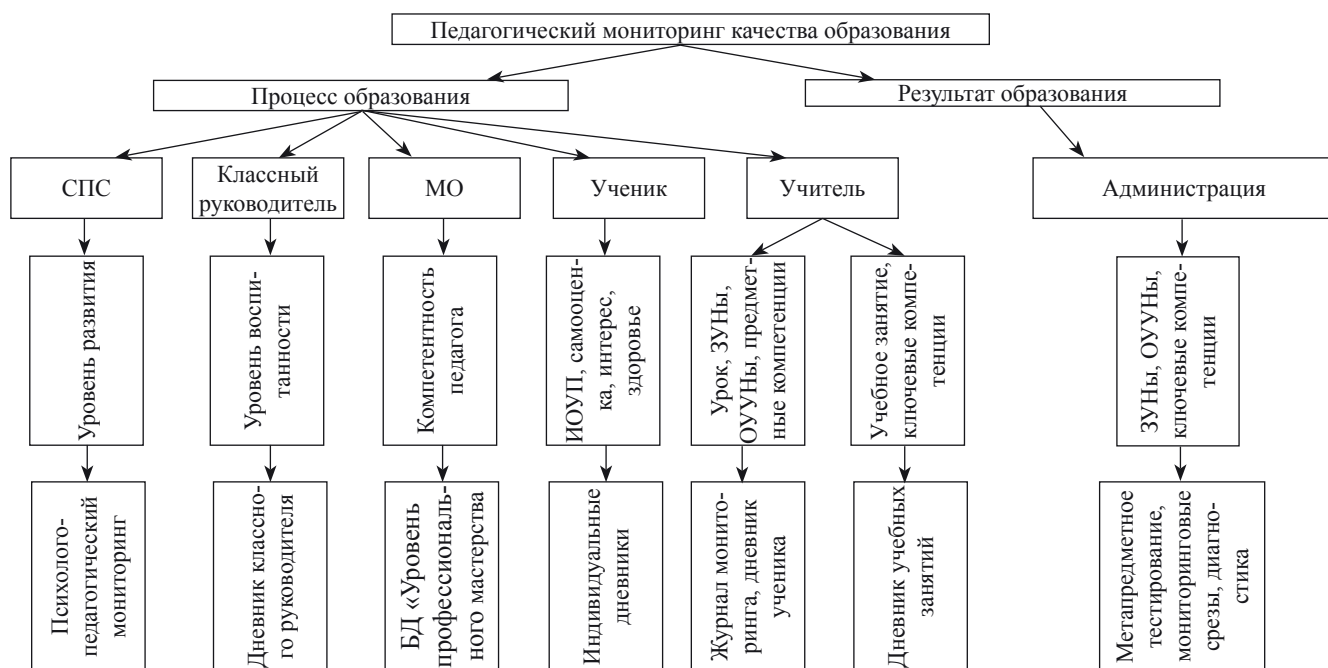 Педагогический мониторинг качества образования
Процесс образования
Результат образования
СПС
Классный
руководитель
МО
Ученик
Учитель
Администрация
Уровень развития
Уровень воспи-
танности
Компетентность
педагога
ИОУП, самооцен-
ка, интерес,
здоровье
Урок, ЗУНы,
ОУУНы, предмет-
ные компетенции
Учебное занятие,
ключевые компе-
тенции
ЗУНы, ОУУНы,
ключевые компе-
тенции
Психолого-
педагогический
мониторинг
Дневник классно-
го руководителя
БД «Уровень
профессиональ-
ного мастерства
Индивидуальные
дневники
Журнал монито-
ринга, дневник
ученика
Дневник учебных
занятий
Метапредметное
тестирование,
мониторинговые
срезы, диагно-
стика